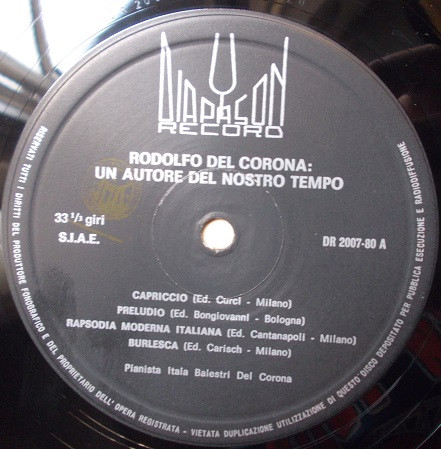 DIAPASON
RECORD
RODOLFO DEL CORONA:
UN AUTORE DEL NOSTRO TEMPO
33 1/3 giri
S.I.A.E.
DR 2007-80 A
CAPRICCIO (Ed. Curci - Milano)
PRELUDIO (Ed. Bongiovanni - Bologna)
RAPSODIA MODERNA ITALIANA (Ed. Cantanapoli - Milano)
BURLESCA (Ed. Carisch - Milano)
Pianista Itala Balestri Del Corona
RISERVATI TUTTI I DIRITTI DEL PRODUTTORE FONOGRAFICO E DEL PROPRIETARIO DELL' OPERA REGISTRATA - VIETATA DUPLICAZIONE UTILIZZAZIONE DI QUESTO DISCO DEPOSITATO PER PUBBLICA ESECUZIONE E RADIODIFFUSIONE